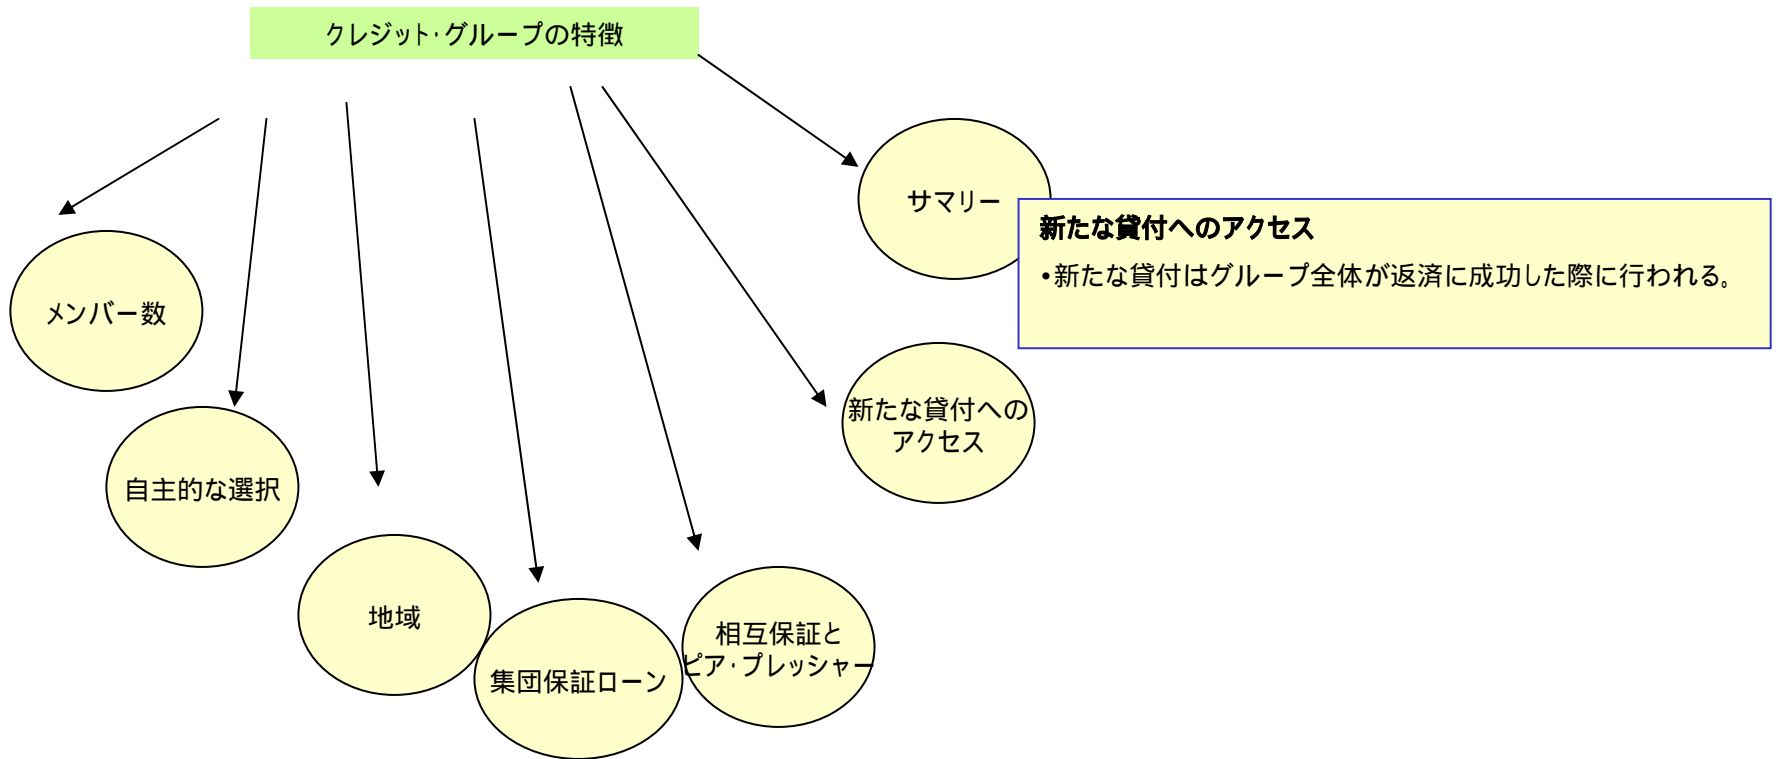 クレジット・グループの特徴
サマリー
新たな貸付へのアクセス
•新たな貸付はグループ全体が返済に成功した際に行われる。
メンバー数
新たな貸付への
アクセス
自主的な選択
地域
集団保証ローン
相互保証と
ピア・プレッシャー